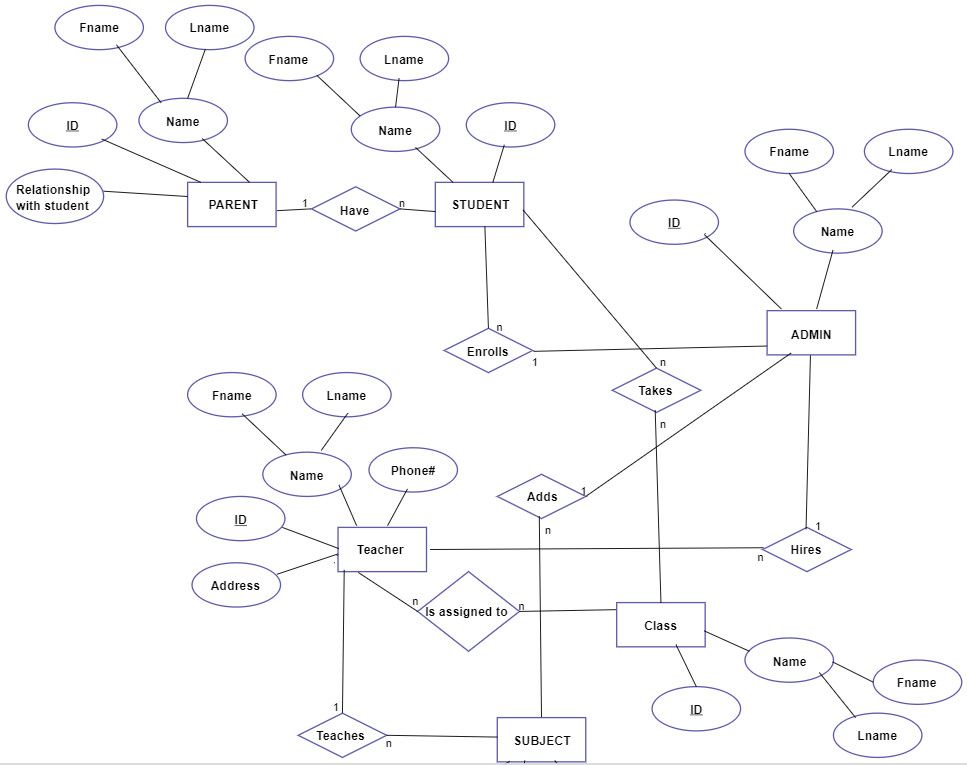 Fname
Lname
Fname
Lname
ID
Name
Name
ID
Fname
Lname
Relationship
with student
PARENT
1
Have
n
STUDENT
ID
Name
n
Enrolls
1
ADMIN
n
Takes
n
Fname
Lname
Name
Phone#
Adds
1
n
ID
Teacher
1
Hires
n
Address
n
Is assigned to
n
Class
Name
Fname
ID
Lname
1
Teaches
n
SUBJECT